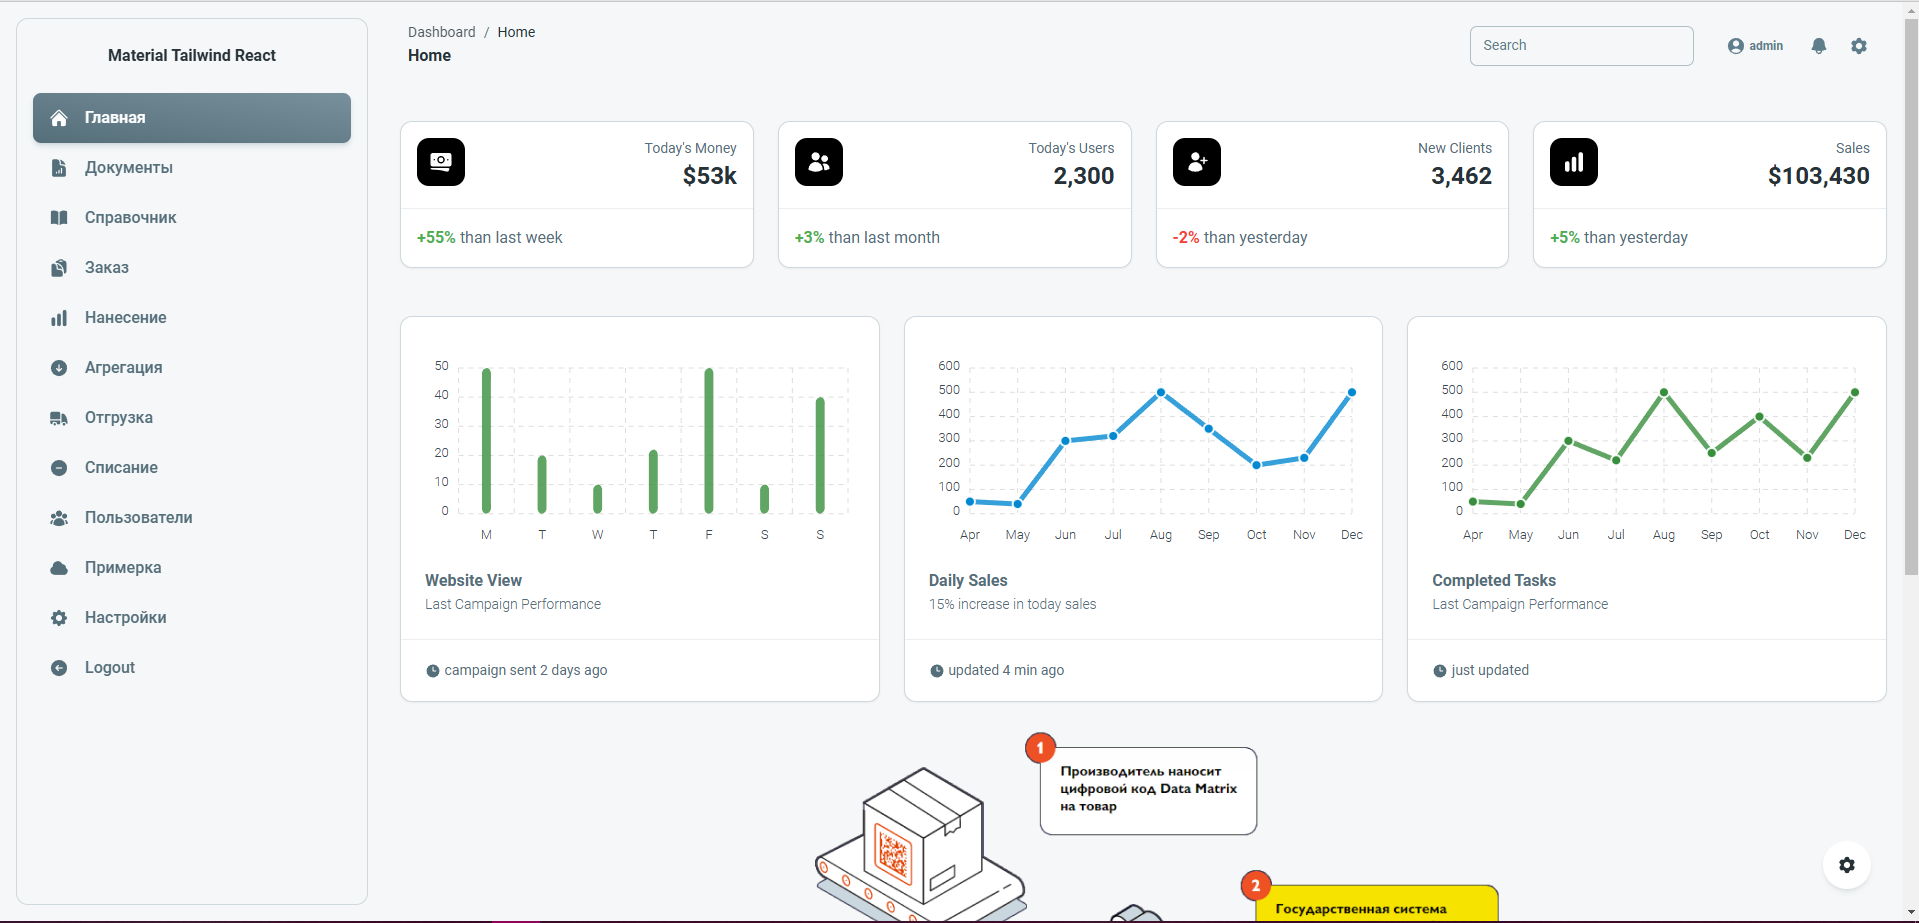 Material Tailwind React
Главная
Документы
Справочник
Заказ
Нанесение
Агрегация
Отгрузка
Списание
Пользователи
Примерка
Настройки
Logout
Dashboard / Home
Home
Search
admin
Today's Money
$53k
+55% than last week
Today's Users
2,300
+3% than last month
New Clients
3,462
-2% than yesterday
Sales
$103,430
+5% than yesterday
50
40
30
20
10
0
M T W T F S S
Website View
Last Campaign Performance
campaign sent 2 days ago
600
500
400
300
200
100
0
Apr May Jun Jul Aug Sep Oct Nov Dec
Daily Sales
15% increase in today sales
updated 4 min ago
600
500
400
300
200
100
0
Apr May Jun Jul Aug Sep Oct Nov Dec
Completed Tasks
Last Campaign Performance
just updated
1
Производитель наносит
цифровой код Data Matrix
на товар
2
Государственная система